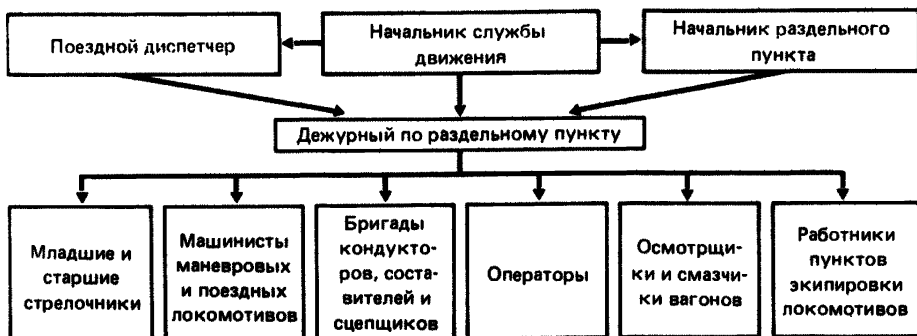 Поездной диспетчер
Начальник службы
движения
Начальник раздельного
пункта
Дежурный по раздельному пункту
Младшие и
старшие
стрелочники
Машинисты
маневровых
и поездных
локомотивов
Бригады
кондукто-
ров, соста-
вителей и
сцепщиков
Операторы
Осмотрщи-
ки и смазчи-
ки вагонов
Работники
пунктов
экипировки
локомотивов